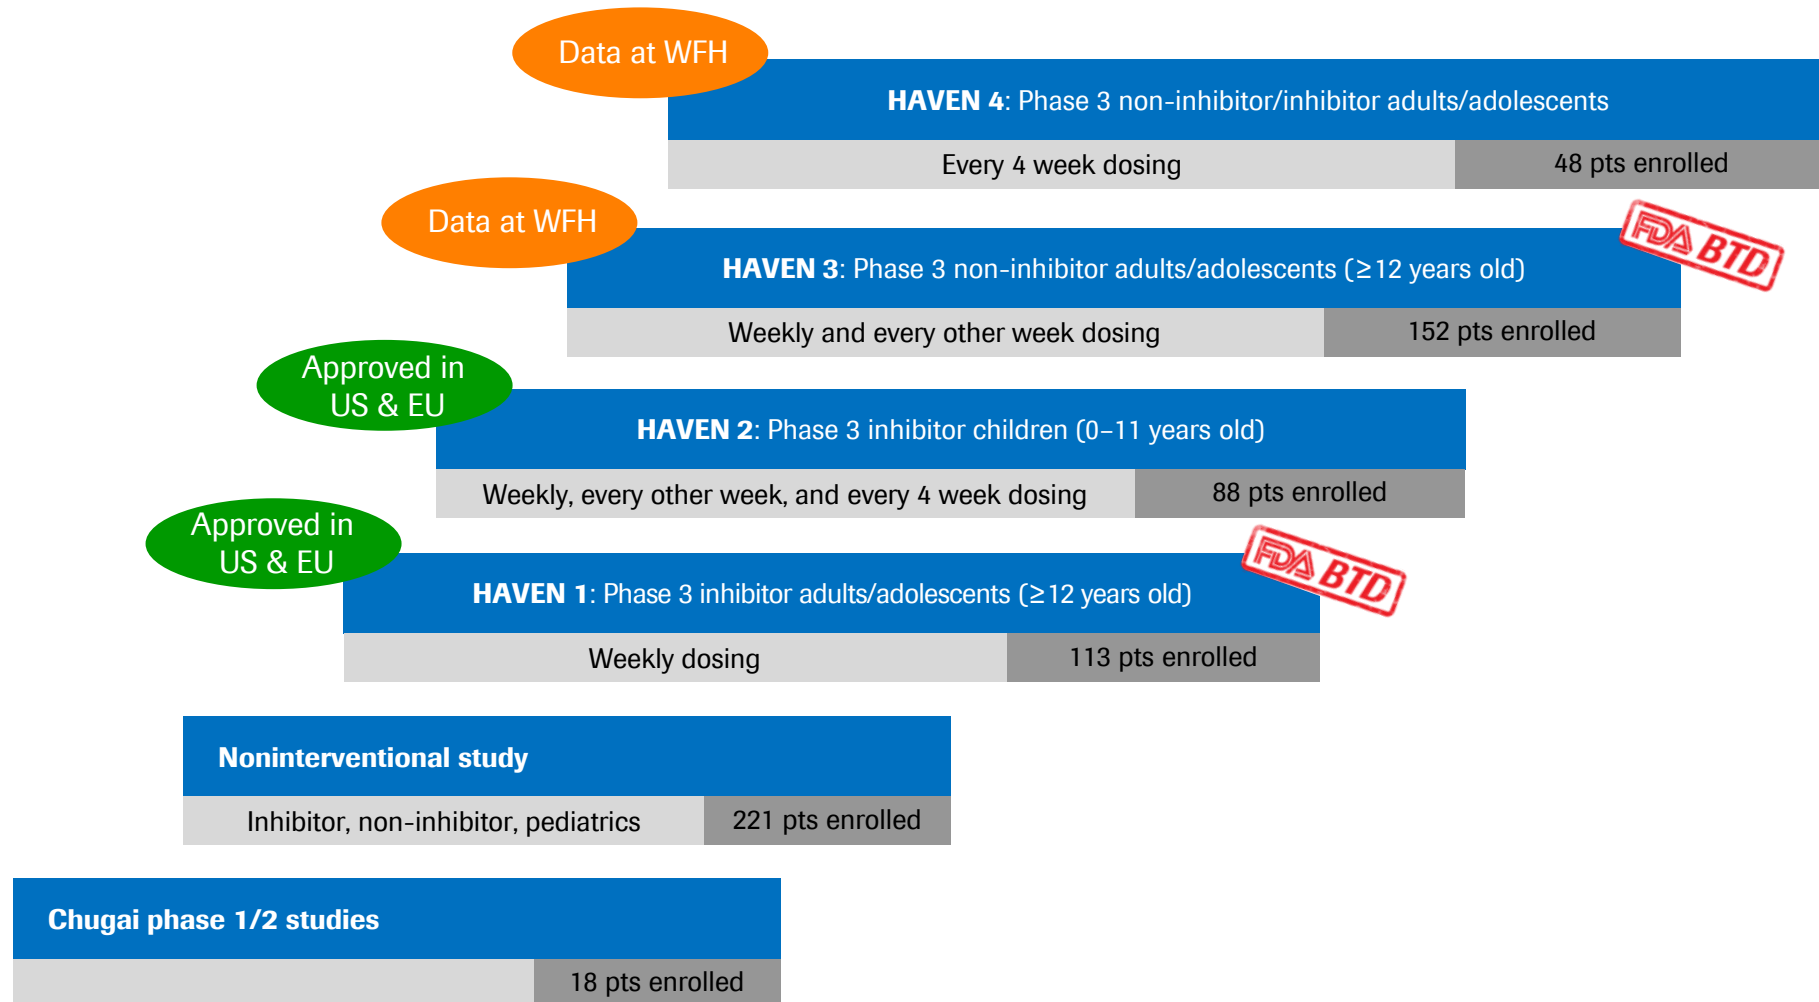 Data at WFH
HAVEN 4: Phase 3 non-inhibitor/inhibitor adults/adolescents
Every 4 week dosing
48 pts enrolled
Data at WFH
FDA BTD
HAVEN 3: Phase 3 non-inhibitor adults/adolescents (≥12 years old)
Weekly and every other week dosing
152 pts enrolled
Approved in
US & EU
HAVEN 2: Phase 3 inhibitor children (0–11 years old)
Weekly, every other week, and every 4 week dosing
88 pts enrolled
Approved in
US & EU
FDA BTD
HAVEN 1: Phase 3 inhibitor adults/adolescents (≥12 years old)
Weekly dosing
113 pts enrolled
Noninterventional study
Inhibitor, non-inhibitor, pediatrics
221 pts enrolled
Chugai phase 1/2 studies
18 pts enrolled